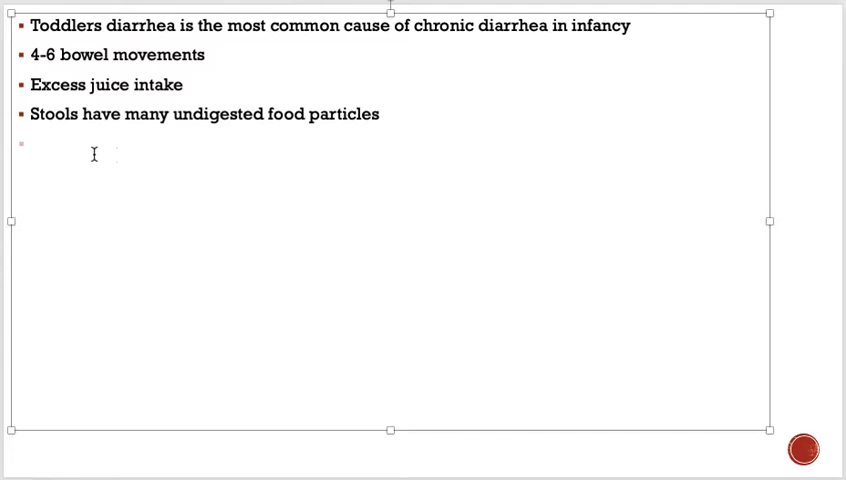 Toddlers diarrhea is the most common cause of chronic diarrhea in infancy
4-6 bowel movements
Excess juice intake
Stools have many undigested food particles